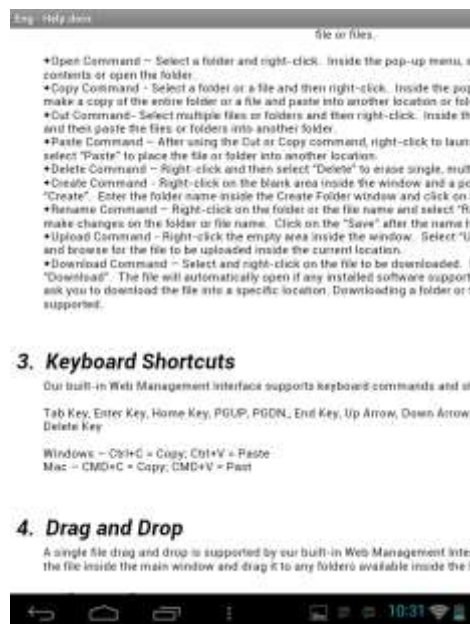 Eng - Help.docx
file or files.
•Open Command – Select a folder and right-click. Inside the pop-up menu, s
contents or open the folder.
•Copy Command - Select a folder or a file and then right-click. Inside the pop
make a copy of the entire folder or a file and paste into another location or fol
•Cut Command- Select multiple files or folders and then right-click. Inside th
and then paste the files or folders into another folder.
•Paste Command – After using the Cut or Copy command, right-click to laun
select "Paste" to place the file or folder into another location.
•Delete Command – Right-click and then select "Delete" to erase single, mult
•Create Command - Right-click on the blank area inside the window and a po
"Create". Enter the folder name inside the Create Folder window and click on
•Rename Command – Right-click on the folder or the file name and select "R
make changes on the folder or file name. Click on the "Save" after the name h
•Upload Command - Right-click the empty area inside the window. Select "U
and browse for the file to be uploaded inside the current location.
•Download Command – Select and right-click on the file to be downloaded.
"Download". The file will automatically open if any installed software support
ask you to download the file into a specific location. Downloading a folder or
supported.
3. Keyboard Shortcuts
Our built-in Web Management Interface supports keyboard commands and sh
Tab Key, Enter Key, Home Key, PGUP, PGDN,, End Key, Up Arrow, Down Arrow
Delete Key
Windows – Ctrl+C = Copy; Ctrl+V = Paste
Mac – CMD+C = Copy; CMD+V = Past
4. Drag and Drop
A single file drag and drop is supported by our built-in Web Management Inte
the file inside the main window and drag it to any folders available inside the
10:31